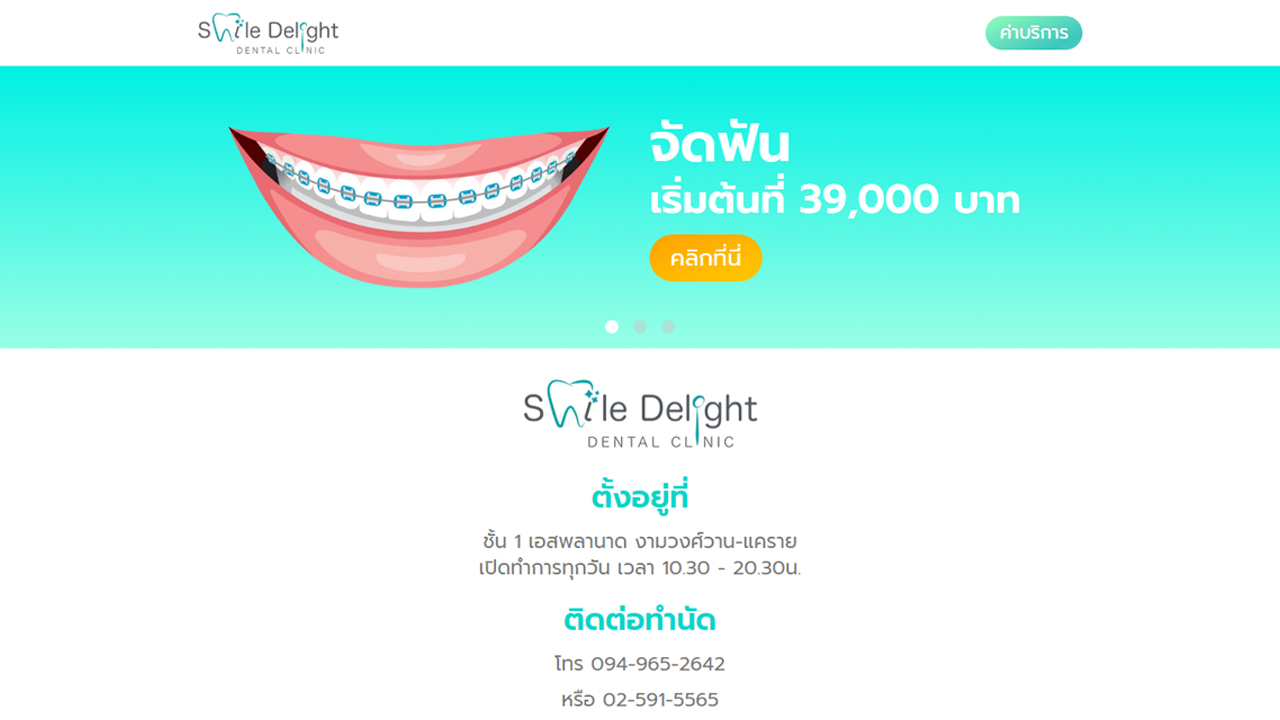 Smile Delight
DENTAL CLINIC
ค่าบริการ
จัดฟัน
เริ่มต้นที่ 39,000 บาท
คลิกที่นี่
Smile Delight
DENTAL CLINIC
ตั้งอยู่ที่
ชั้น 1 เอสพลานาด งามวงศ์วาน-แคราย
เปิดทำการทุกวัน เวลา 10.30 - 20.30น.
ติดต่อทำนัด
โทร 094-965-2642
หรือ 02-591-5565